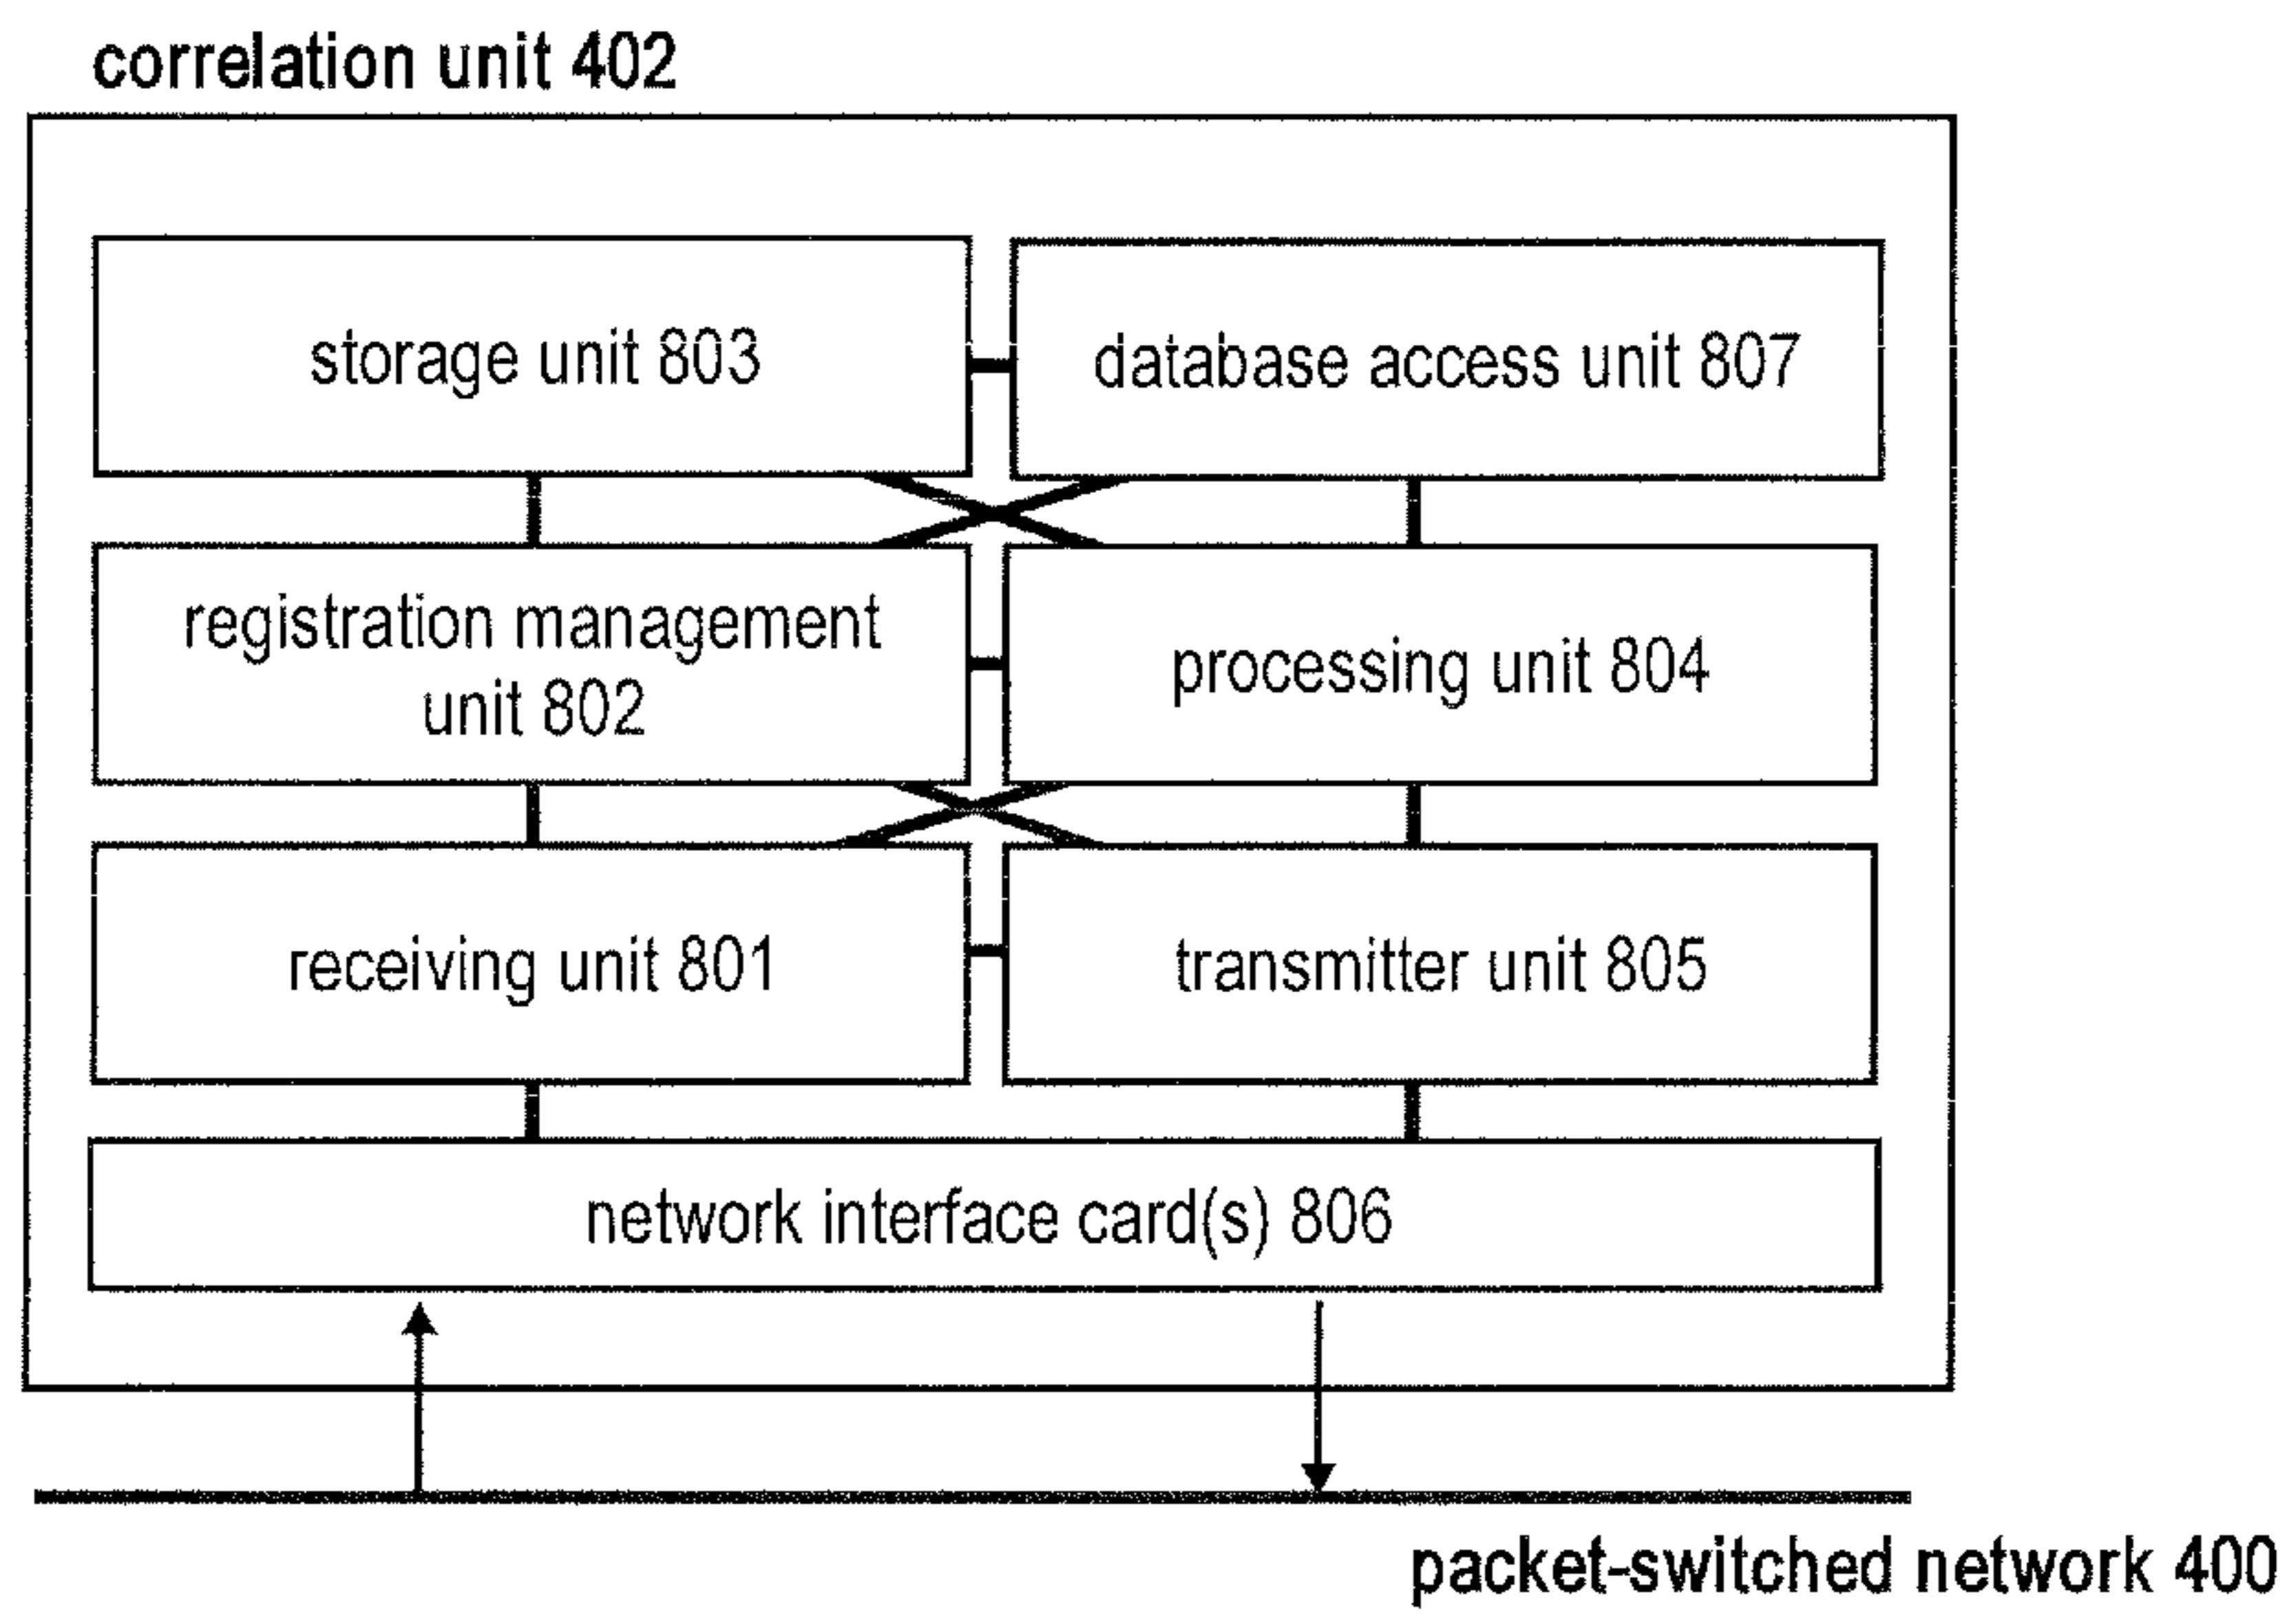 correlation unit 402
storage unit 803
database access unit 807
registration management
unit 802
processing unit 804
receiving unit 801
transmitter unit 805
network interface card(s) 806
packet-switched network 400